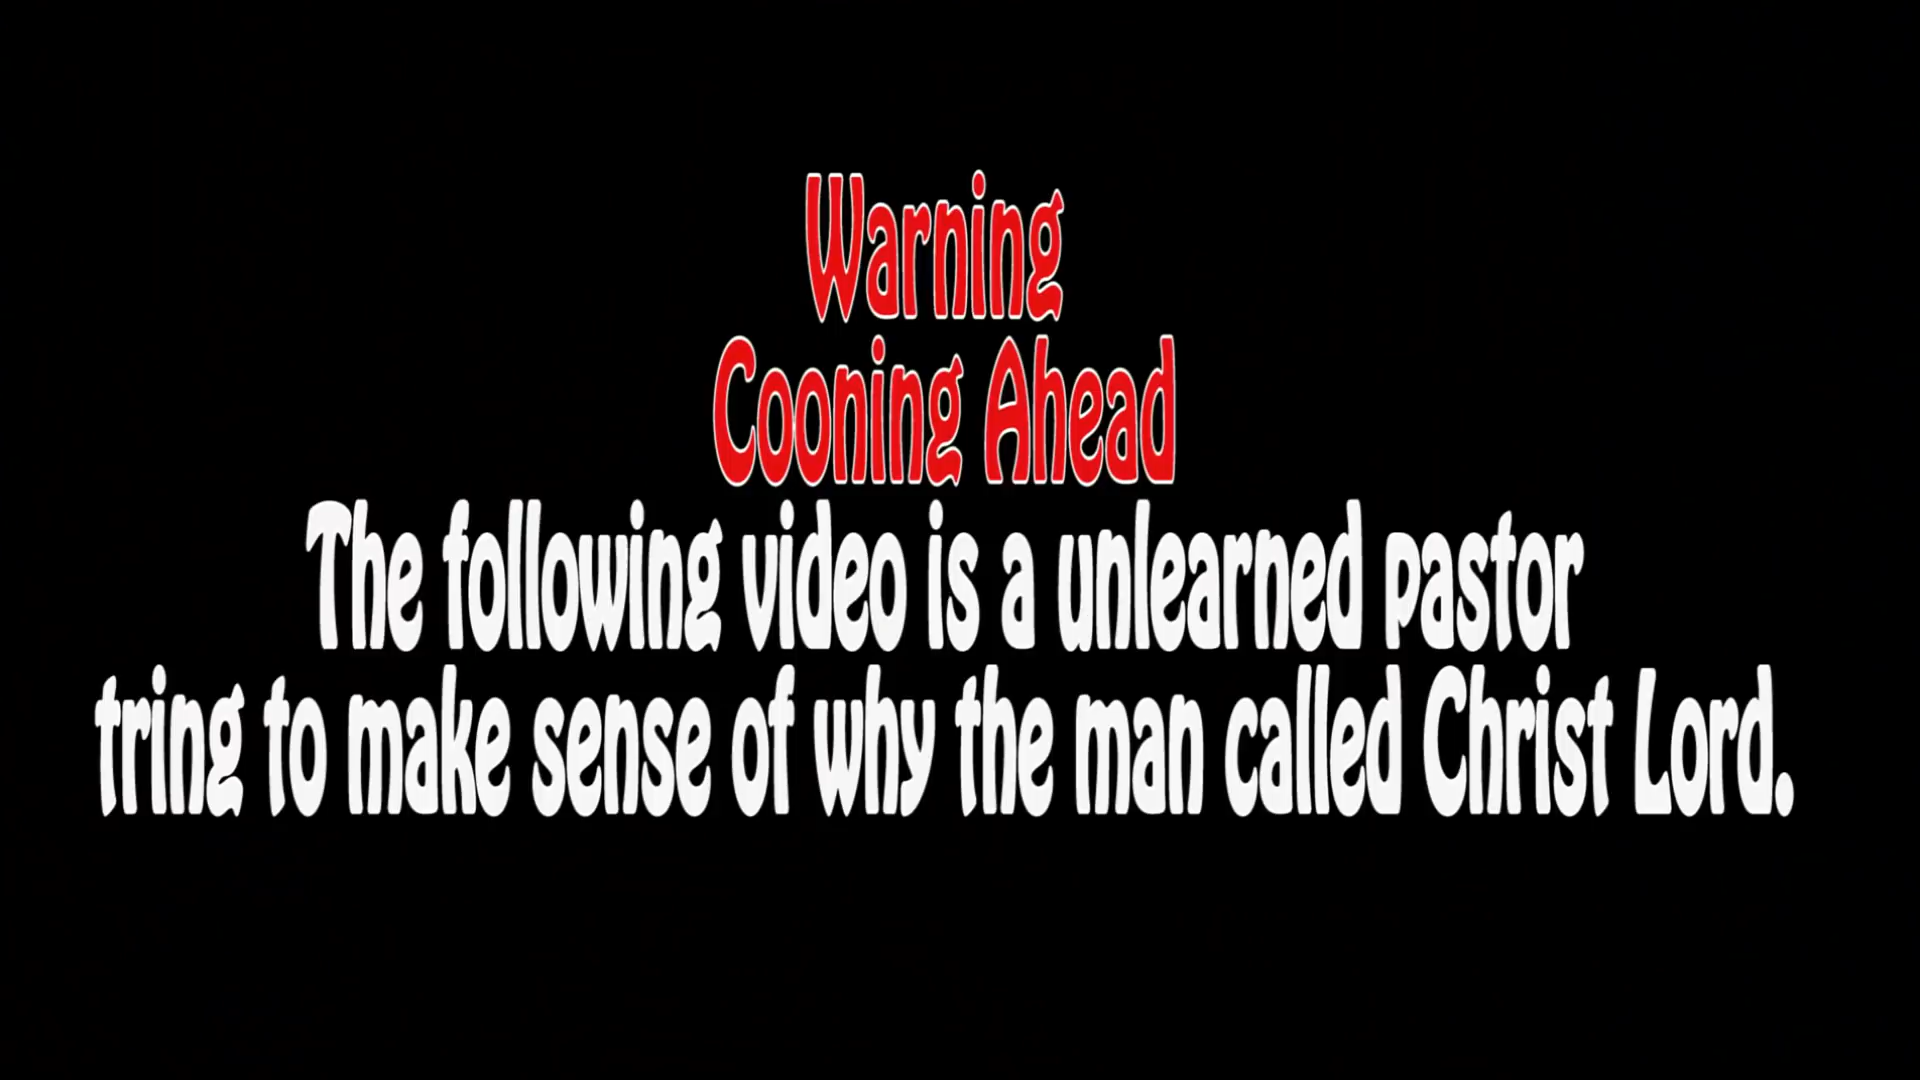 Warning
Cooning Ahead
The following video is a unlearned pastor
tring to make sense of why the man called Christ Lord.